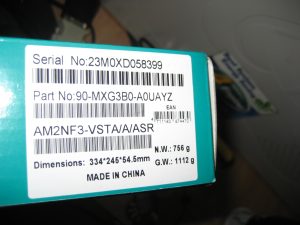 Serial No:23M0XD058399
Part No:90-MXG3B0-A0UAYZ
EAN
AM2NF3-VSTA/A/ASR
N.W.: 756 g
Dimensions: 334*245*54.5mm
G.W.: 1112 g
MADE IN CHINA